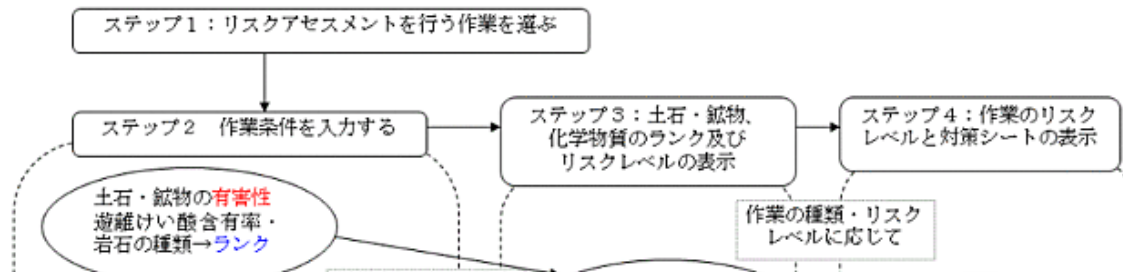 ステップ１：リスクアセスメントを行う作業を選ぶ
ステップ２　作業条件を入力する
土石・鉱物の有害性
遊離けい酸含有率・
岩石の種類→ランク
ステップ３：土石・鉱物、
化学物質のランク及び
リスクレベルの表示
ステップ４：作業のリスク
レベルと対策シートの表示
作業の種類・リスク
レベルに応じて